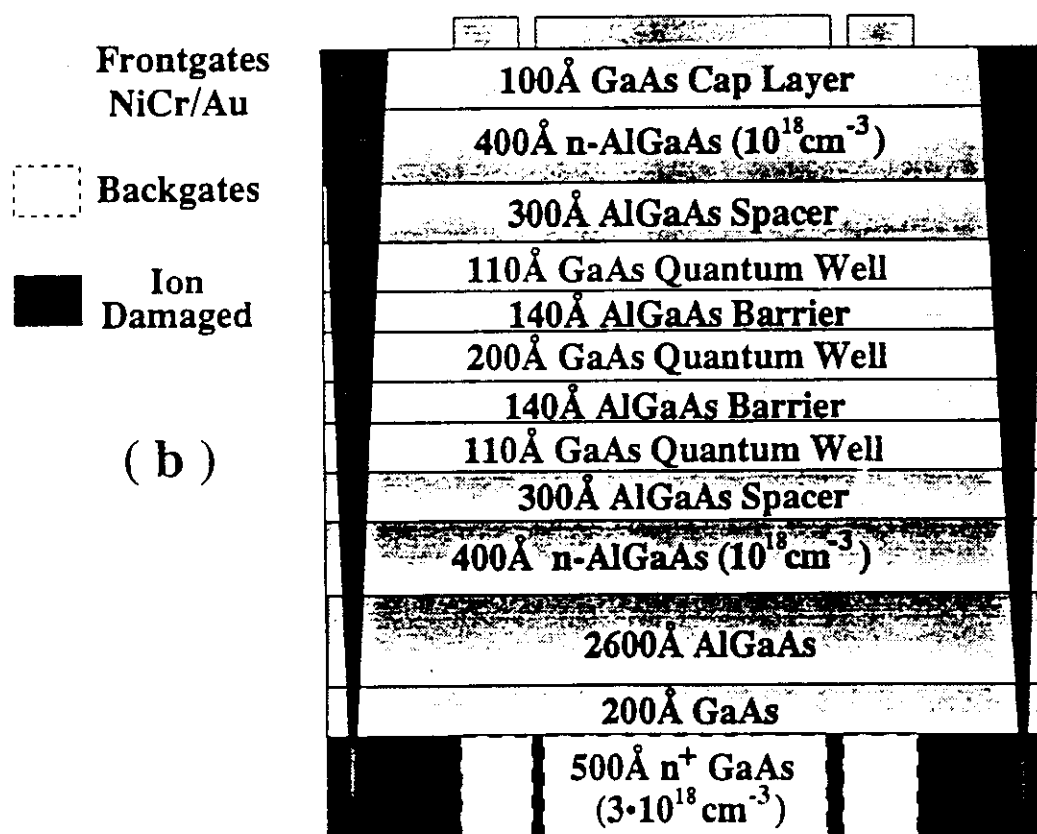 Frontgates
NiCr/Au
Backgates
Ion
Damaged
( b )
100Å GaAs Cap Layer
400Å n-AlGaAs (10¹⁸cm⁻³)
300Å AlGaAs Spacer
110Å GaAs Quantum Well
140Å AlGaAs Barrier
200Å GaAs Quantum Well
140Å AlGaAs Barrier
110Å GaAs Quantum Well
300Å AlGaAs Spacer
400Å n-AlGaAs (10¹⁸cm⁻³)
2600Å AlGaAs
200Å GaAs
500Å n⁺ GaAs
(3•10¹⁸cm⁻³)